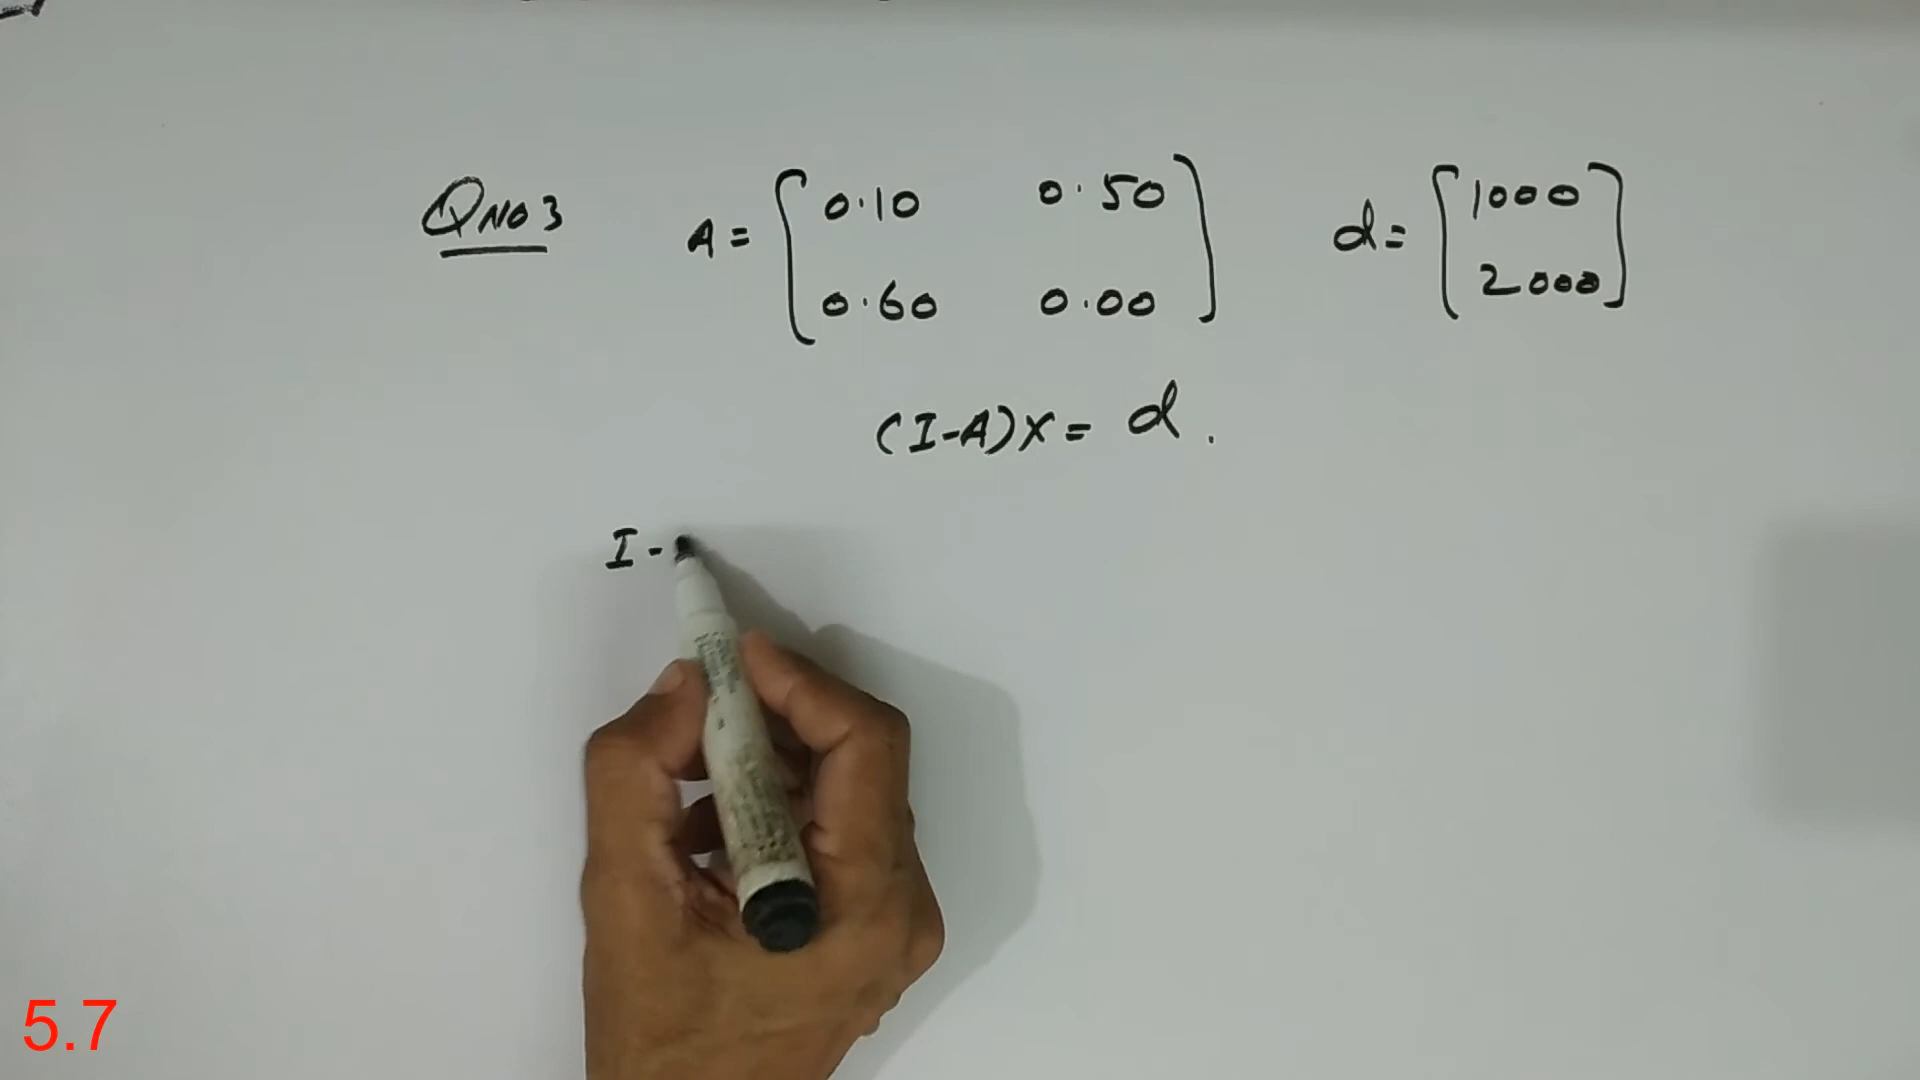 Q NO 3 A = [0.10 0.50 d = [1000
0.60 0.00] 2000]
(I-A)X = d.
I -
5.7